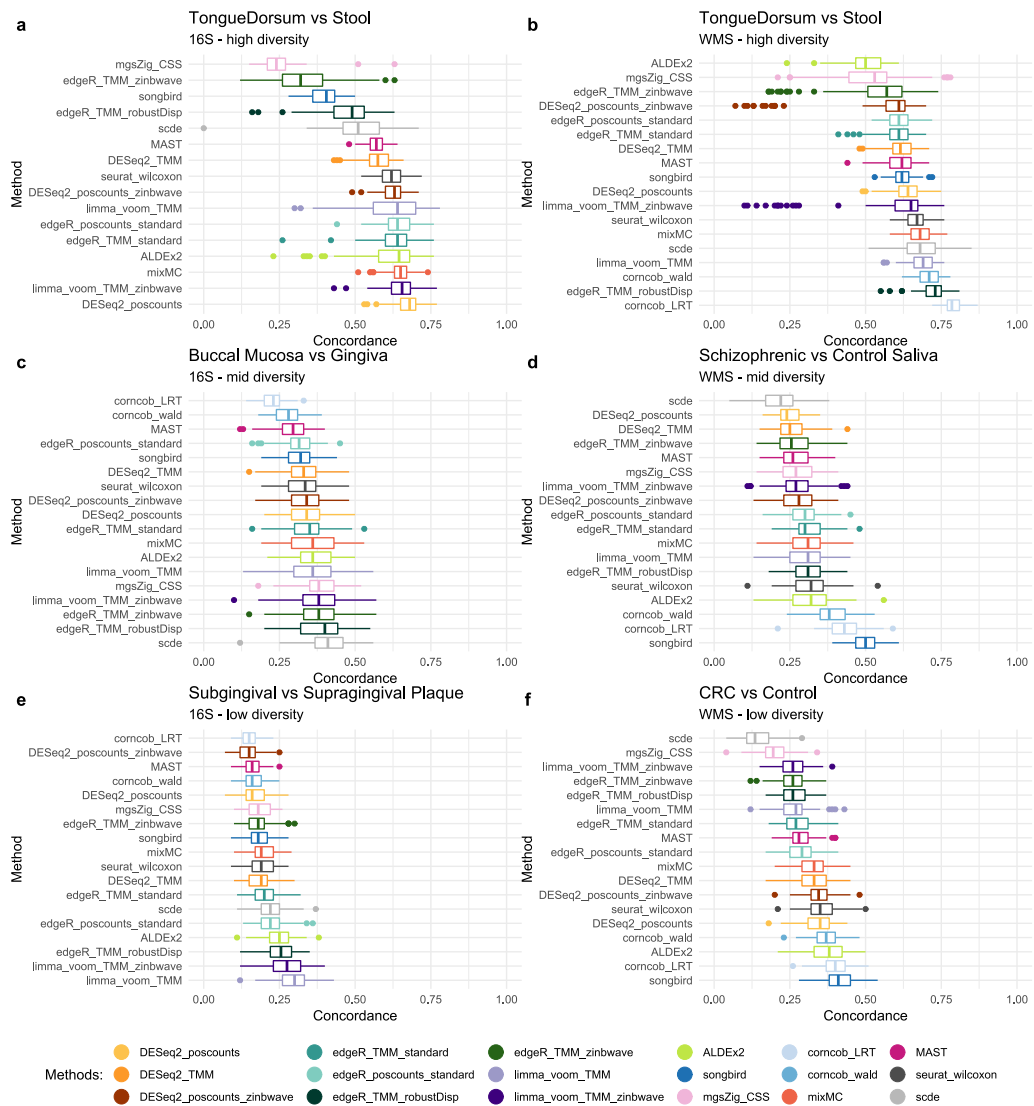 a
TongueDorsum vs Stool
16S - high diversity
Method
mgsZig_CSS
edgeR_TMM_zinbwave
songbird
edgeR_TMM_robustDisp
scde
MAST
DESeq2_TMM
seurat_wilcoxon
DESeq2_poscounts_zinbwave
limma_voom_TMM
edgeR_poscounts_standard
edgeR_TMM_standard
ALDEx2
mixMC
limma_voom_TMM_zinbwave
DESeq2_poscounts
0.00 0.25 0.50 0.75 1.00
Concordance
b
TongueDorsum vs Stool
WMS - high diversity
Method
ALDEx2
mgsZig_CSS
edgeR_TMM_zinbwave
DESeq2_poscounts_zinbwave
edgeR_poscounts_standard
edgeR_TMM_standard
DESeq2_TMM
MAST
songbird
DESeq2_poscounts
limma_voom_TMM_zinbwave
seurat_wilcoxon
mixMC
scde
limma_voom_TMM
corncob_wald
edgeR_TMM_robustDisp
corncob_LRT
0.00 0.25 0.50 0.75 1.00
Concordance
c
Buccal Mucosa vs Gingiva
16S - mid diversity
Method
corncob_LRT
corncob_wald
MAST
edgeR_poscounts_standard
songbird
DESeq2_TMM
seurat_wilcoxon
DESeq2_poscounts_zinbwave
DESeq2_poscounts
edgeR_TMM_standard
mixMC
ALDEx2
limma_voom_TMM
mgsZig_CSS
limma_voom_TMM_zinbwave
edgeR_TMM_zinbwave
edgeR_TMM_robustDisp
scde
0.00 0.25 0.50 0.75 1.00
Concordance
d
Schizophrenic vs Control Saliva
WMS - mid diversity
Method
scde
DESeq2_poscounts
DESeq2_TMM
edgeR_TMM_zinbwave
MAST
mgsZig_CSS
limma_voom_TMM_zinbwave
DESeq2_poscounts_zinbwave
edgeR_poscounts_standard
edgeR_TMM_standard
mixMC
limma_voom_TMM
edgeR_TMM_robustDisp
seurat_wilcoxon
ALDEx2
corncob_wald
corncob_LRT
songbird
0.00 0.25 0.50 0.75 1.00
Concordance
e
Subgingival vs Supragingival Plaque
16S - low diversity
Method
corncob_LRT
DESeq2_poscounts_zinbwave
MAST
corncob_wald
DESeq2_poscounts
mgsZig_CSS
edgeR_TMM_zinbwave
songbird
mixMC
seurat_wilcoxon
DESeq2_TMM
edgeR_TMM_standard
scde
edgeR_poscounts_standard
ALDEx2
edgeR_TMM_robustDisp
limma_voom_TMM_zinbwave
limma_voom_TMM
0.00 0.25 0.50 0.75 1.00
Concordance
f
CRC vs Control
WMS - low diversity
Method
scde
mgsZig_CSS
limma_voom_TMM_zinbwave
edgeR_TMM_zinbwave
edgeR_TMM_robustDisp
limma_voom_TMM
edgeR_TMM_standard
MAST
edgeR_poscounts_standard
mixMC
DESeq2_TMM
DESeq2_poscounts_zinbwave
seurat_wilcoxon
DESeq2_poscounts
corncob_wald
ALDEx2
corncob_LRT
songbird
0.00 0.25 0.50 0.75 1.00
Concordance
DESeq2_poscounts edgeR_TMM_standard edgeR_TMM_zinbwave ALDEx2 corncob_LRT MAST
Methods: DESeq2_TMM edgeR_poscounts_standard limma_voom_TMM songbird corncob_wald seurat_wilcoxon
DESeq2_poscounts_zinbwave edgeR_TMM_robustDisp limma_voom_TMM_zinbwave mgsZig_CSS mixMC scde